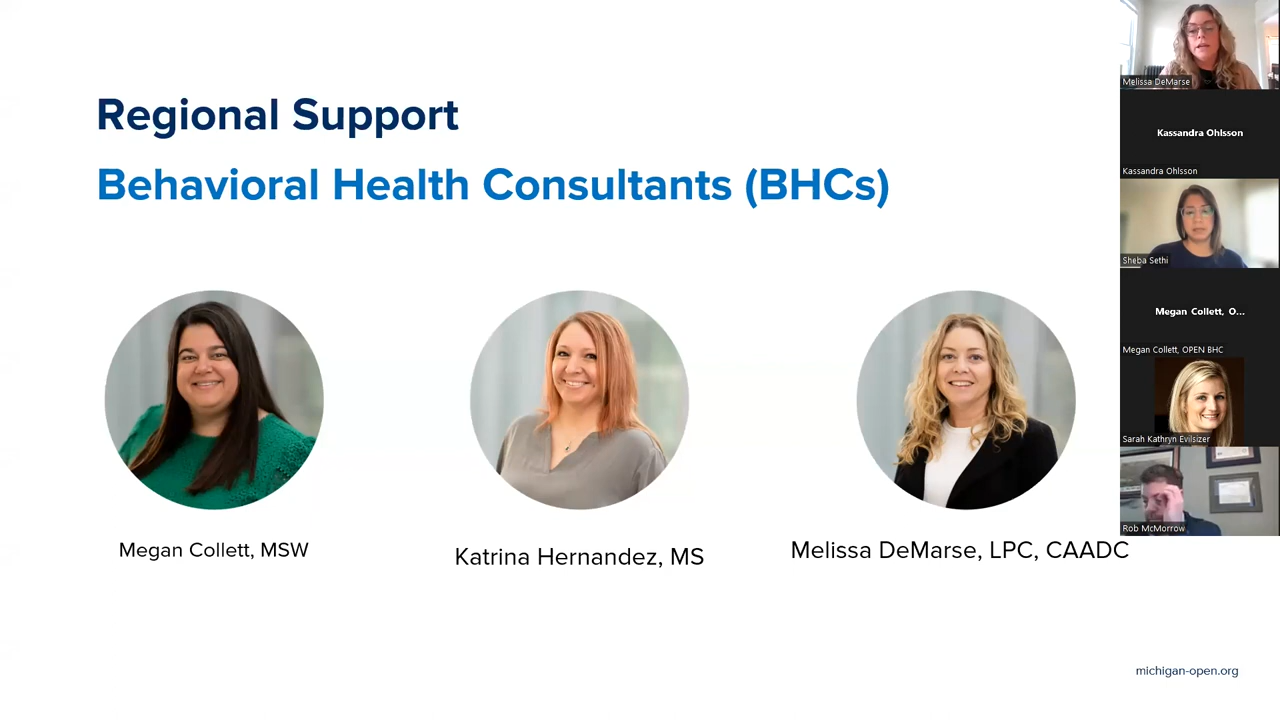 Regional Support
Behavioral Health Consultants (BHCs)
Megan Collett, MSW
Katrina Hernandez, MS
Melissa DeMarse, LPC, CAADC
michigan-open.org
Melissa DeMarse
Kassandra Ohlsson
Kassandra Ohlsson
Sheba Sethi
Megan Collett, O...
Megan Collett, OPEN BHC
Sarah Kathryn Evilsizer
Rob McMorrow